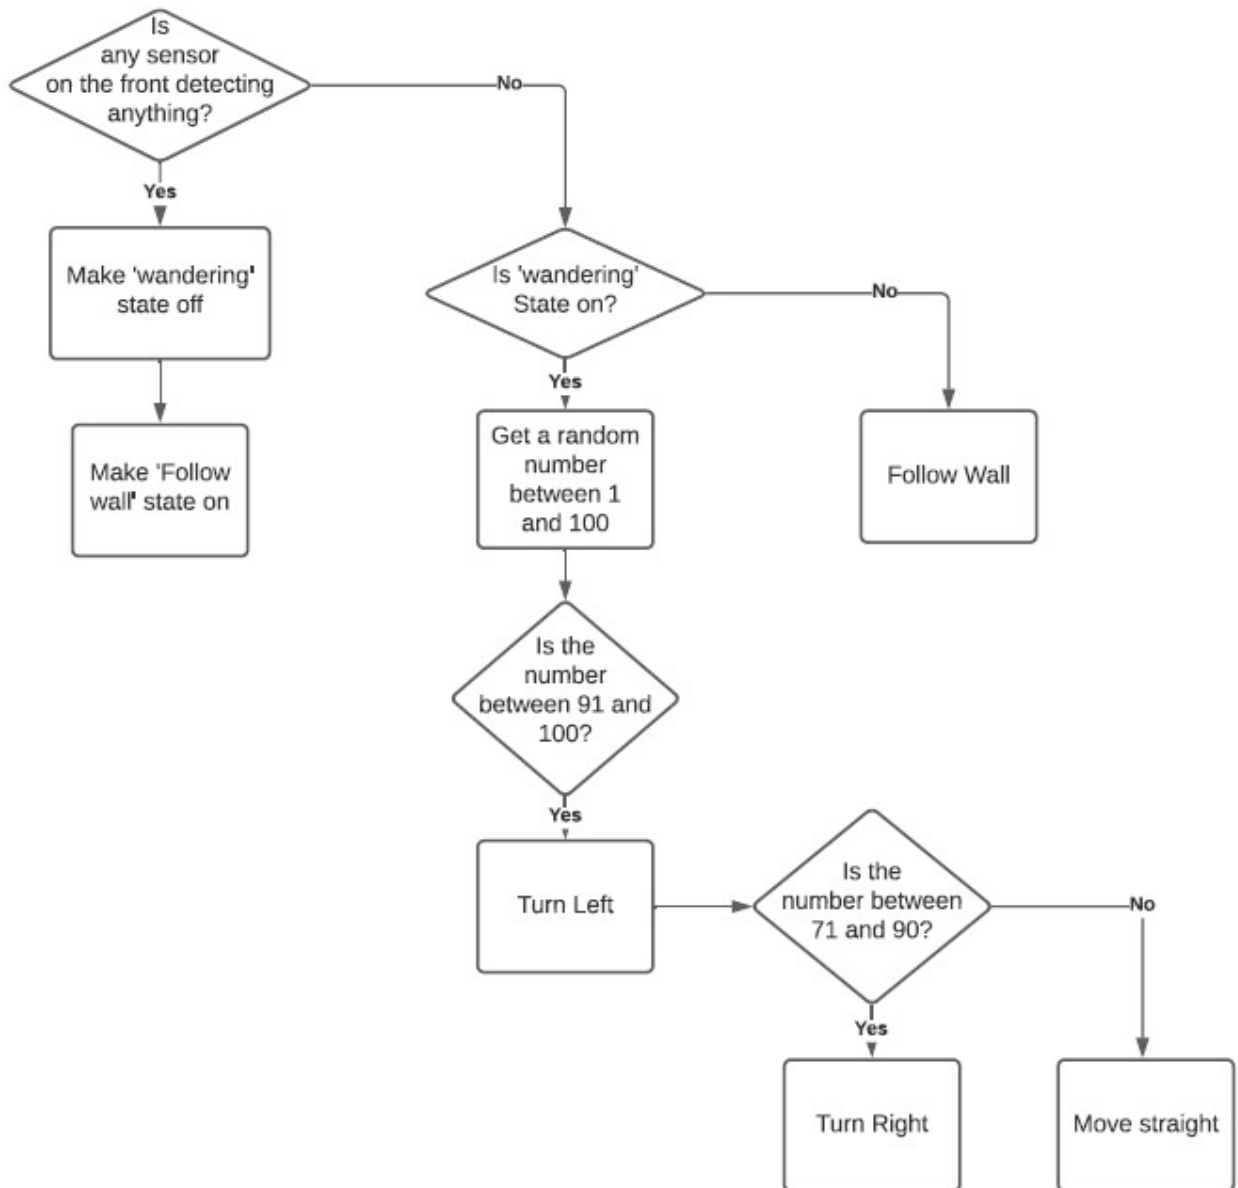 Is
any sensor
on the front detecting
anything?
No
Yes
Make 'wandering'
state off
Is 'wandering'
State on?
No
Yes
Make 'Follow
wall' state on
Get a random
number
between 1
and 100
Follow Wall
Is the
number
between 91 and
100?
Yes
Turn Left
Is the
number between
71 and 90?
No
Yes
Turn Right
Move straight